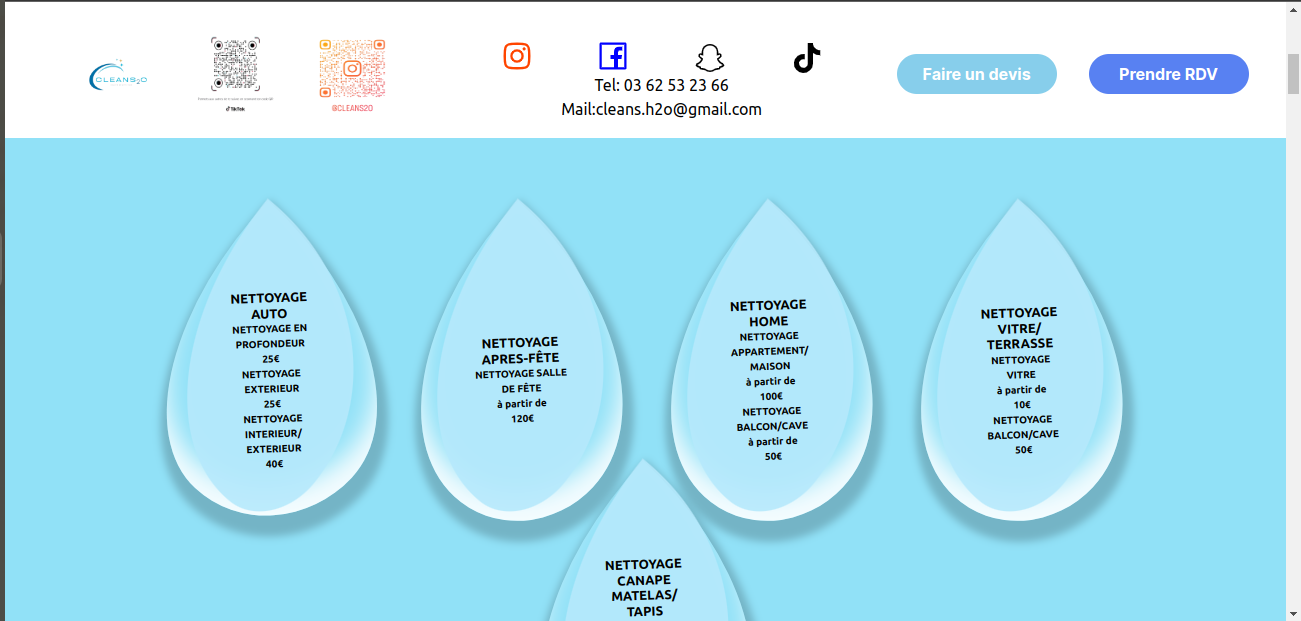 CLEANS2O
TikTok
@CLEANS2O
Tel: 03 62 53 23 66
Mail:cleans.h2o@gmail.com
Faire un devis
Prendre RDV
NETTOYAGE
AUTO
NETTOYAGE EN
PROFONDEUR
25€
NETTOYAGE
EXTERIEUR
25€
NETTOYAGE
INTERIEUR/
EXTERIEUR
40€
NETTOYAGE
APRES-FÊTE
NETTOYAGE SALLE
DE FÊTE
à partir de
120€
NETTOYAGE
HOME
NETTOYAGE
APPARTEMENT/
MAISON
à partir de
100€
NETTOYAGE
BALCON/CAVE
à partir de
50€
NETTOYAGE
VITRE/
TERRASSE
NETTOYAGE
VITRE
à partir de
10€
NETTOYAGE
BALCON/CAVE
50€
NETTOYAGE
CANAPE
MATELAS/
TAPIS